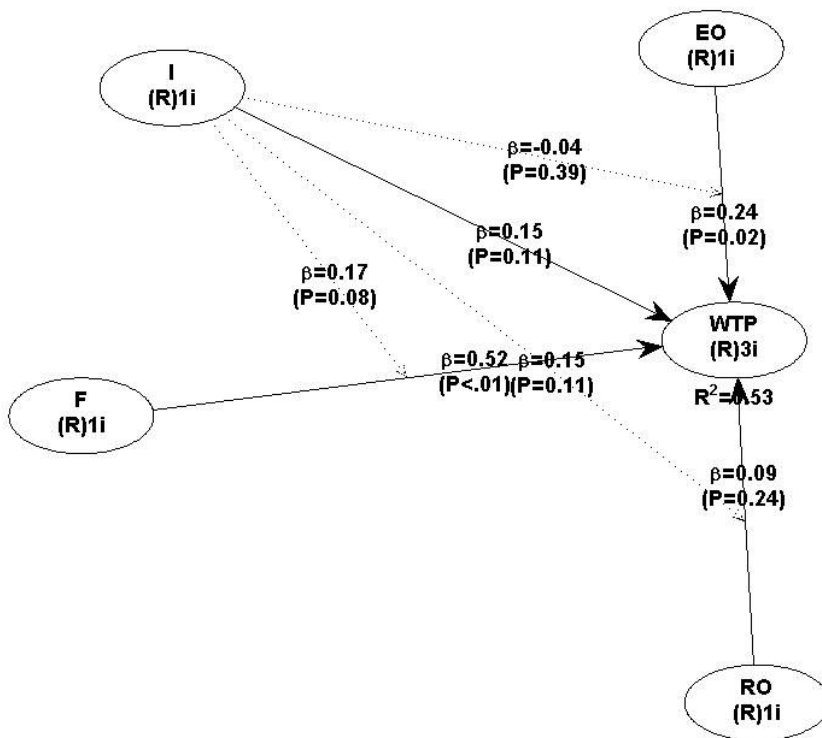 EO
(R)1i
I
(R)1i
β=-0.04
(P=0.39)
β=0.24
(P=0.02)
β=0.15
(P=0.11)
β=0.17
(P=0.08)
WTP
(R)3i
β=0.52
(P<.01)
β=0.15
(P=0.11)
R²=0.53
F
(R)1i
β=0.09
(P=0.24)
RO
(R)1i